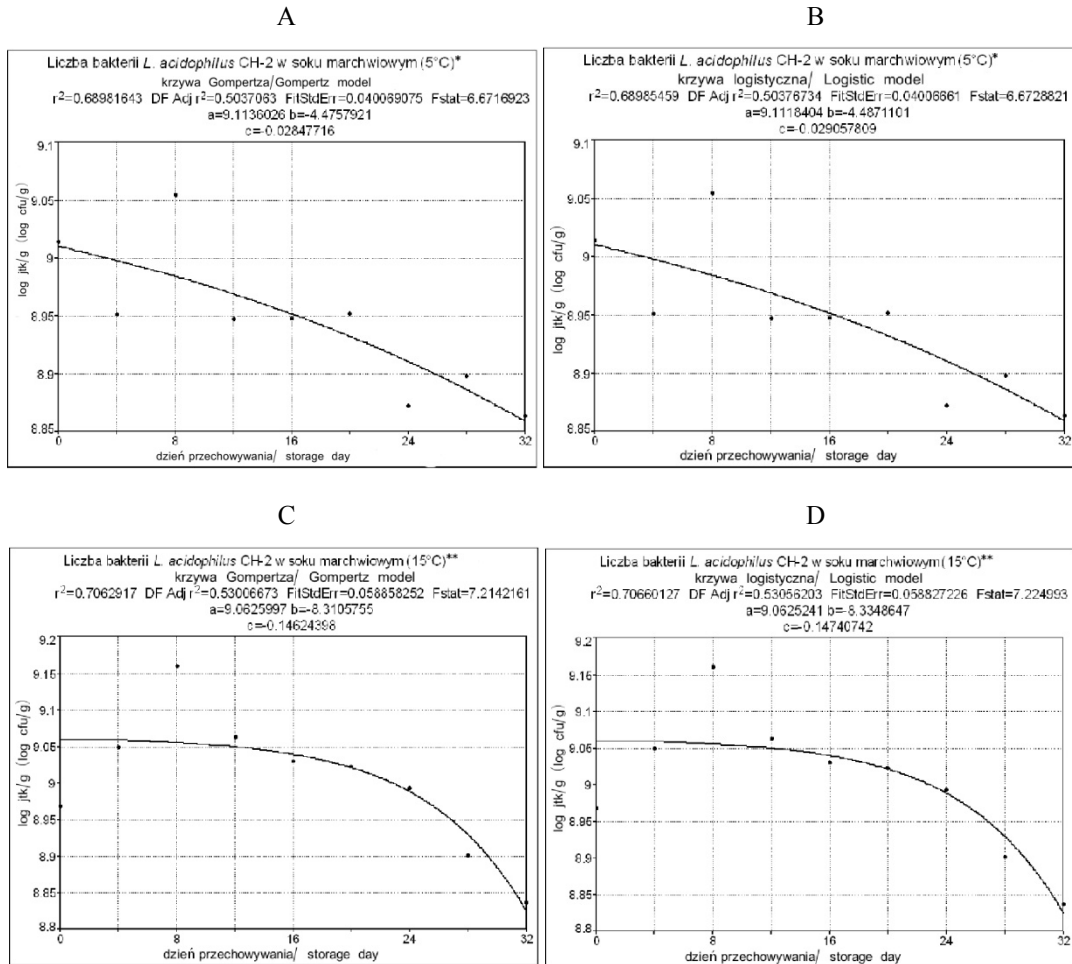 A
Liczba bakterii L. acidophilus CH-2 w soku marchwiowym (5°C)*
krzywa Gompertza/Gompertz model
r²=0.68981643 DF Adj r²=0.5037063 FitStdErr=0.040069075 Fstat=6.6716923
a=9.1136026 b=-4.4757921
c=-0.02847716
log jtk/g (log cfu/g)
9.1
9.05
9
8.95
8.9
8.85
0 8 16 24 32
dzień przechowywania/ storage day
B
Liczba bakterii L. acidophilus CH-2 w soku marchwiowym (5°C)*
krzywa logistyczna/ Logistic model
r²=0.68985459 DF Adj r²=0.50376734 FitStdErr=0.04006661 Fstat=6.6728821
a=9.1118404 b=-4.4871101
c=-0.029057809
log jtk/g (log cfu/g)
9.1
9.05
9
8.95
8.9
8.85
0 8 16 24 32
dzień przechowywania/ storage day
C
Liczba bakterii L. acidophilus CH-2 w soku marchwiowym (15°C)**
krzywa Gompertza/ Gompertz model
r²=0.7062917 DF Adj r²=0.53006673 FitStdErr=0.058858252 Fstat=7.2142161
a=9.0625997 b=-8.3105755
c=-0.14624398
log jtk/g (log cfu/g)
9.2
9.15
9.1
9.05
9
8.95
8.9
8.85
8.8
0 8 16 24 32
dzień przechowywania/ storage day
D
Liczba bakterii L. acidophilus CH-2 w soku marchwiowym (15°C)**
krzywa logistyczna/ Logistic model
r²=0.70660127 DF Adj r²=0.53056203 FitStdErr=0.058827226 Fstat=7.224993
a=9.0625241 b=-8.3348647
c=-0.14740742
log jtk/g (log cfu/g)
9.2
9.15
9.1
9.05
9
8.95
8.9
8.85
8.8
0 8 16 24 32
dzień przechowywania/ storage day